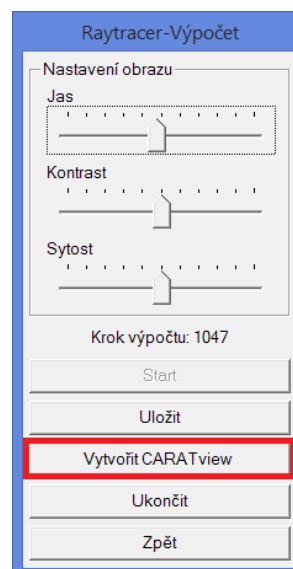 Raytracer-Výpočet
Nastavení obrazu
Jas
Kontrast
Sytost
Krok výpočtu: 1047
Start
Uložit
Vytvořit CARATview
Ukončit
Zpět